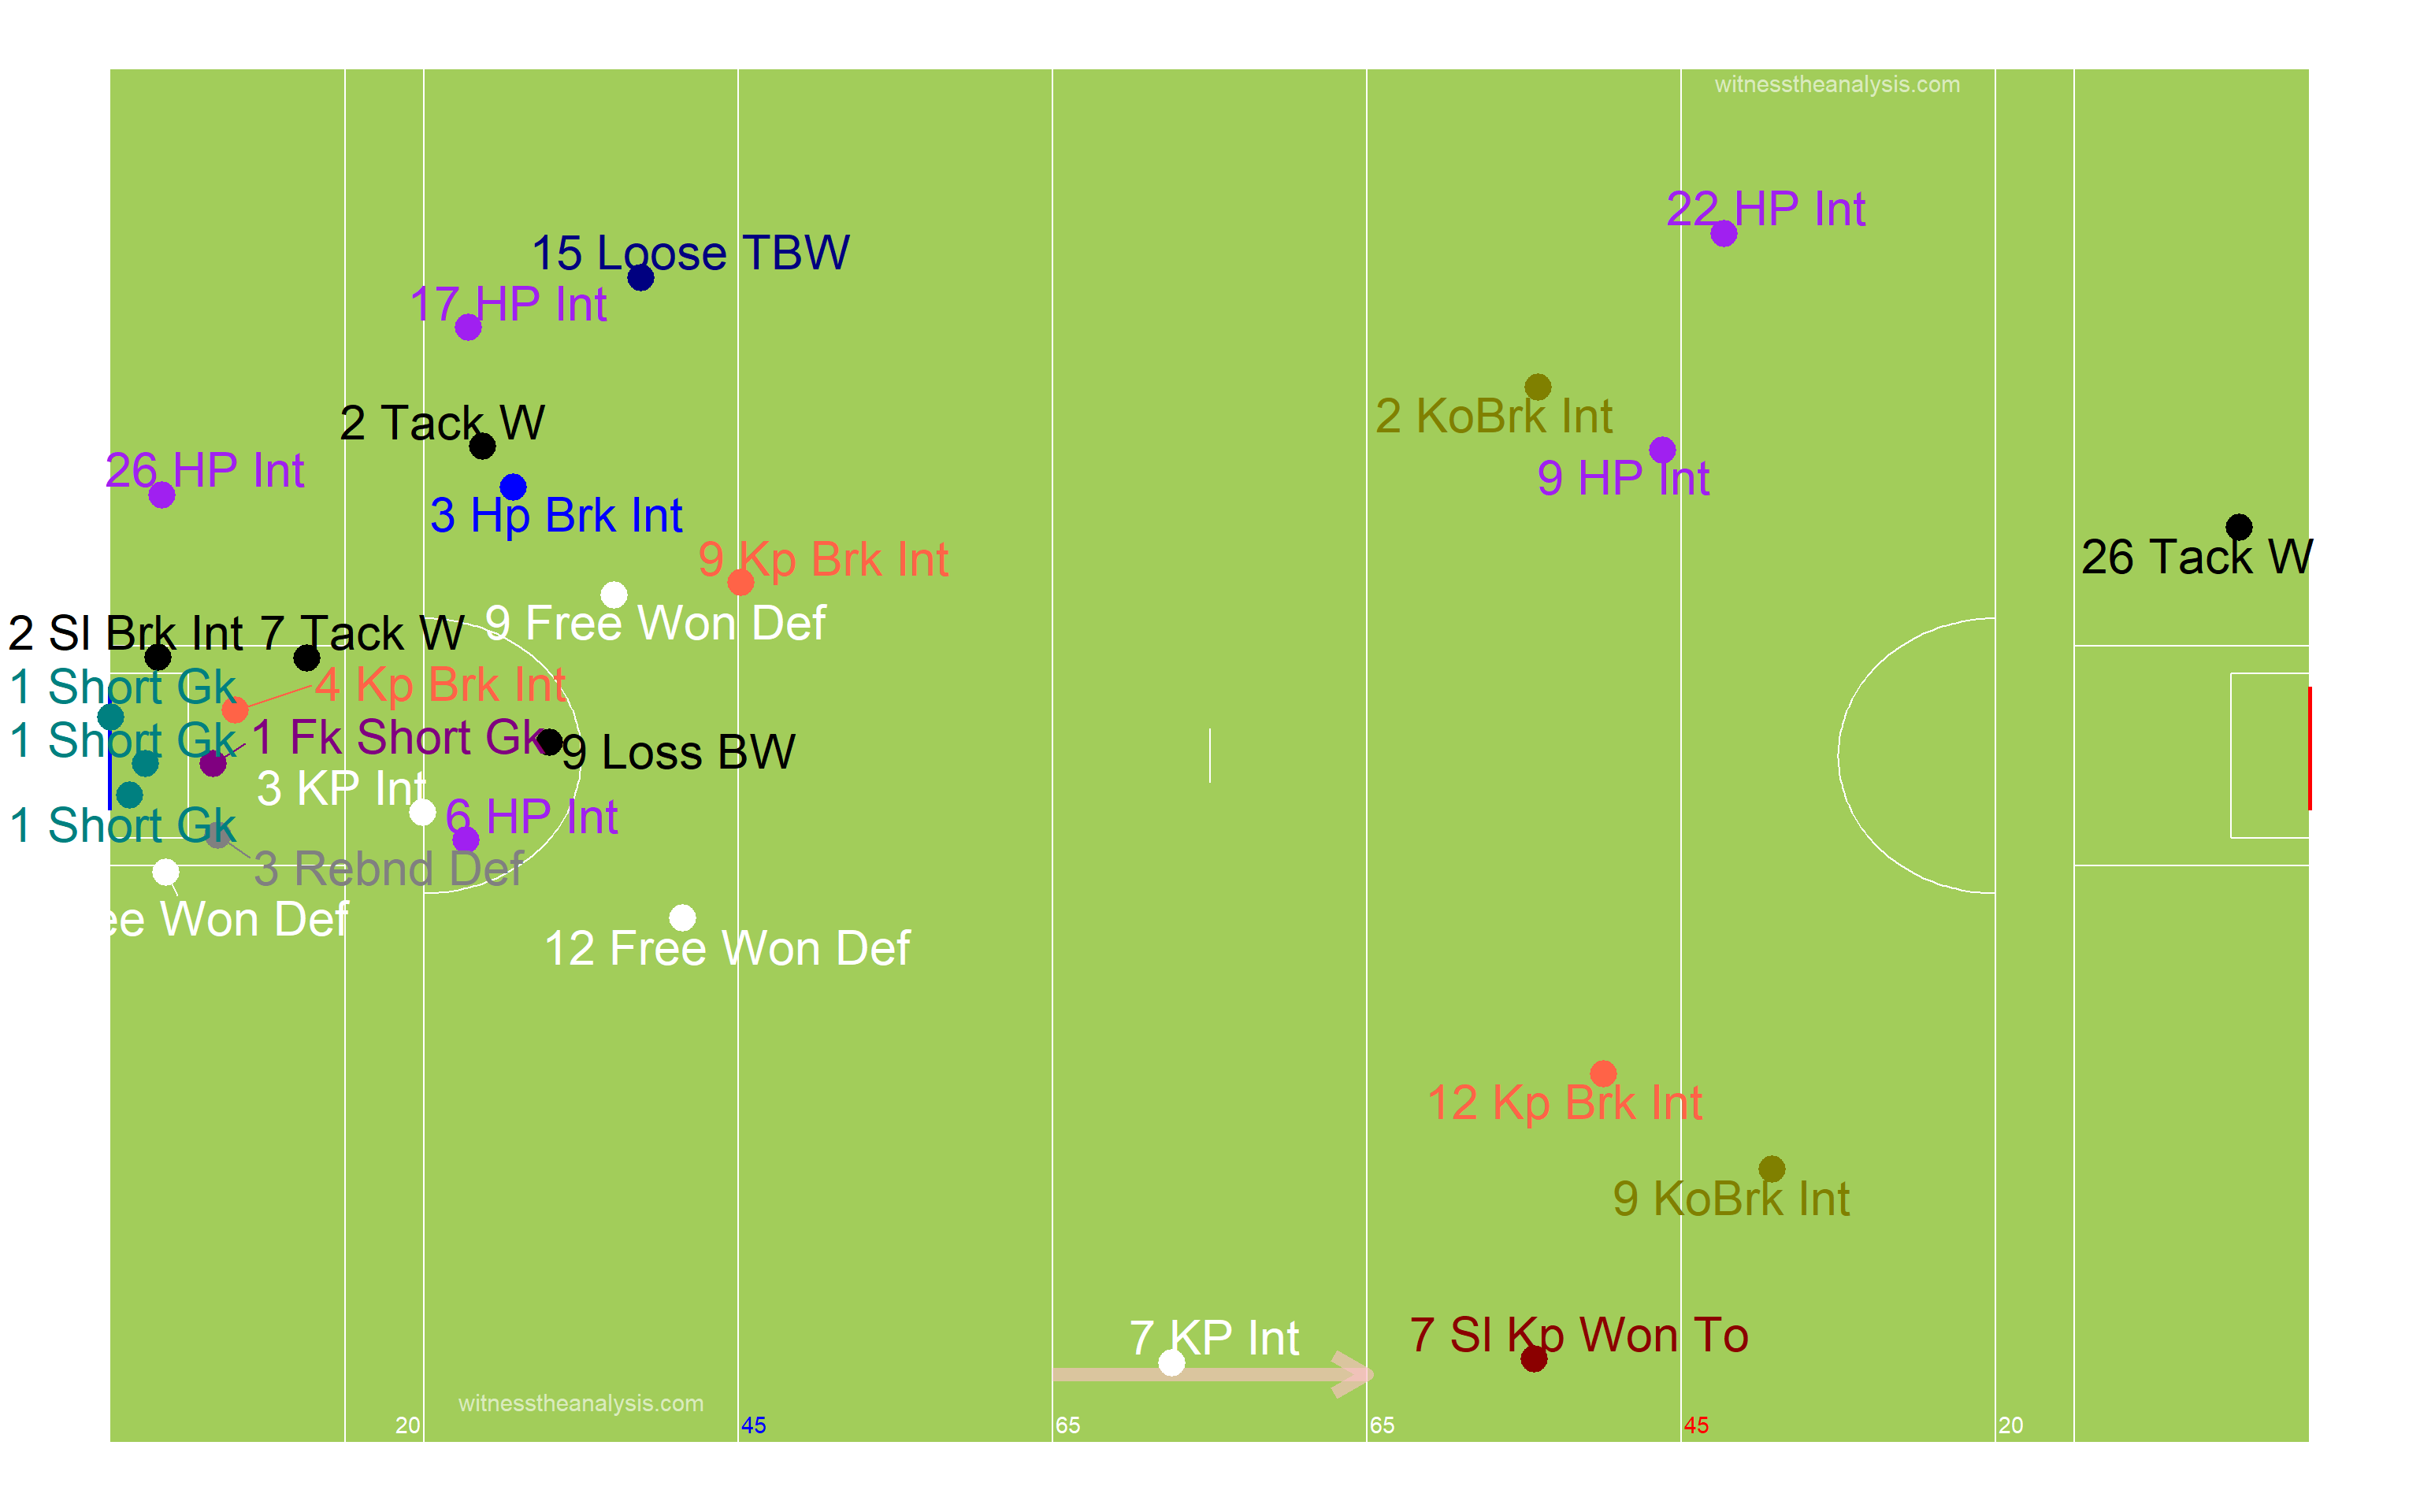 witnesstheanalysis.com
22 HP Int
15 Loose TBW
17 HP Int
2 Tack W
2 KoBrk Int
26 HP Int
9 HP Int
3 Hp Brk Int
9 Kp Brk Int
26 Tack W
9 Free Won Def
2 Sl Brk Int
7 Tack W
1 Short Gk
4 Kp Brk Int
1 Short Gk
1 Fk Short Gk
9 Loss BW
3 KP Int
6 HP Int
1 Short Gk
3 Rebnd Def
Won Def
12 Free Won Def
12 Kp Brk Int
9 KoBrk Int
7 KP Int
7 Sl Kp Won To
witnesstheanalysis.com
20
45
65
65
45
20